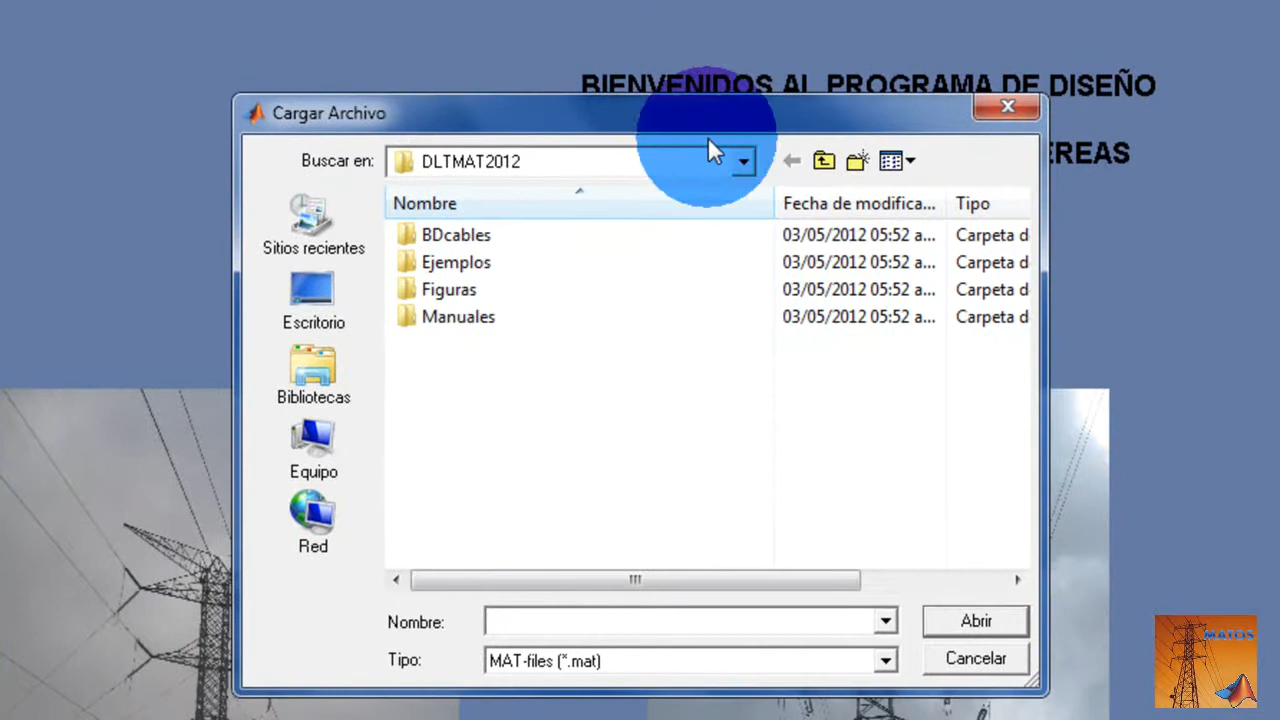 BIENVENIDOS AL PROGRAMA DE DISEÑO
EREAS
Cargar Archivo
Buscar en: DLTMAT2012
Nombre Fecha de modifica... Tipo
BDcables 03/05/2012 05:52 a... Carpeta d
Ejemplos 03/05/2012 05:52 a... Carpeta d
Figuras 03/05/2012 05:52 a... Carpeta d
Manuales 03/05/2012 05:52 a... Carpeta d
Sitios recientes
Escritorio
Bibliotecas
Equipo
Red
Nombre: Abrir
Tipo: MAT-files (*.mat) Cancelar
MATOS